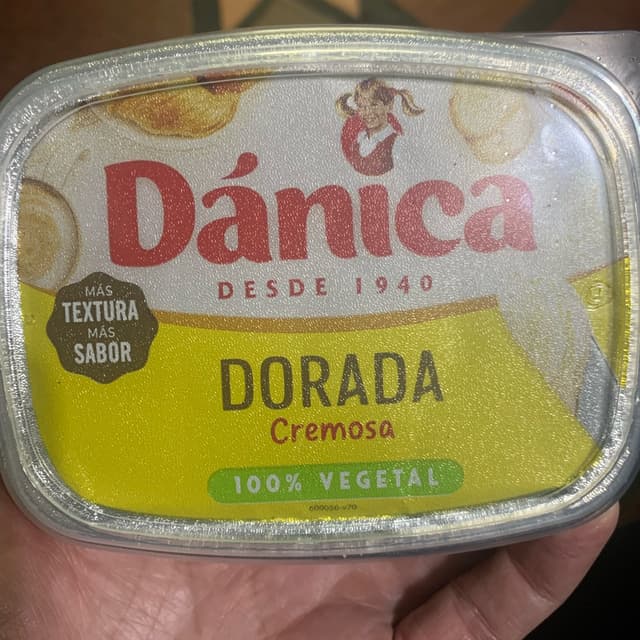 Dánica
DESDE 1940
MÁS
TEXTURA
MÁS
SABOR
DORADA
Cremosa
100% VEGETAL